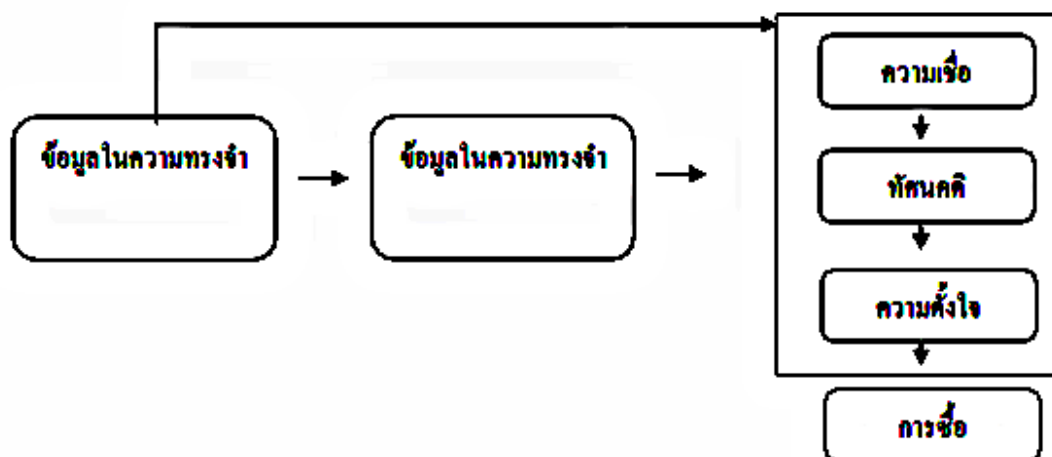 ความเชื่อ
ข้อมูลในความทรงจำ
ข้อมูลในความทรงจำ
ทัศนคติ
ความตั้งใจ
การซื้อ